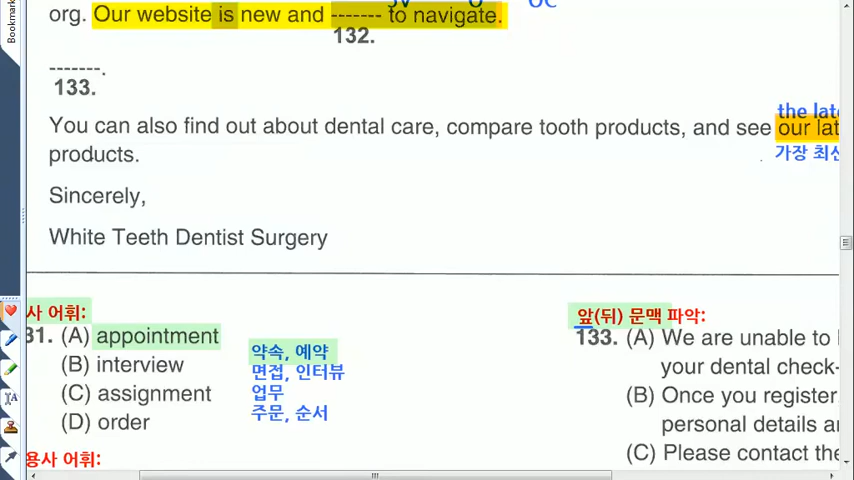 Bookmark
org. Our website is new and ------- to navigate.
132.
-------.
133.
the late
You can also find out about dental care, compare tooth products, and see our lat
products.
가장 최신
Sincerely,
White Teeth Dentist Surgery
사 어휘:
31. (A) appointment
(B) interview
(C) assignment
(D) order
약속, 예약
면접, 인터뷰
업무
주문, 순서
용사 어휘:
앞(뒤) 문맥 파악:
133. (A) We are unable to
your dental check-
(B) Once you register
personal details a
(C) Please contact the